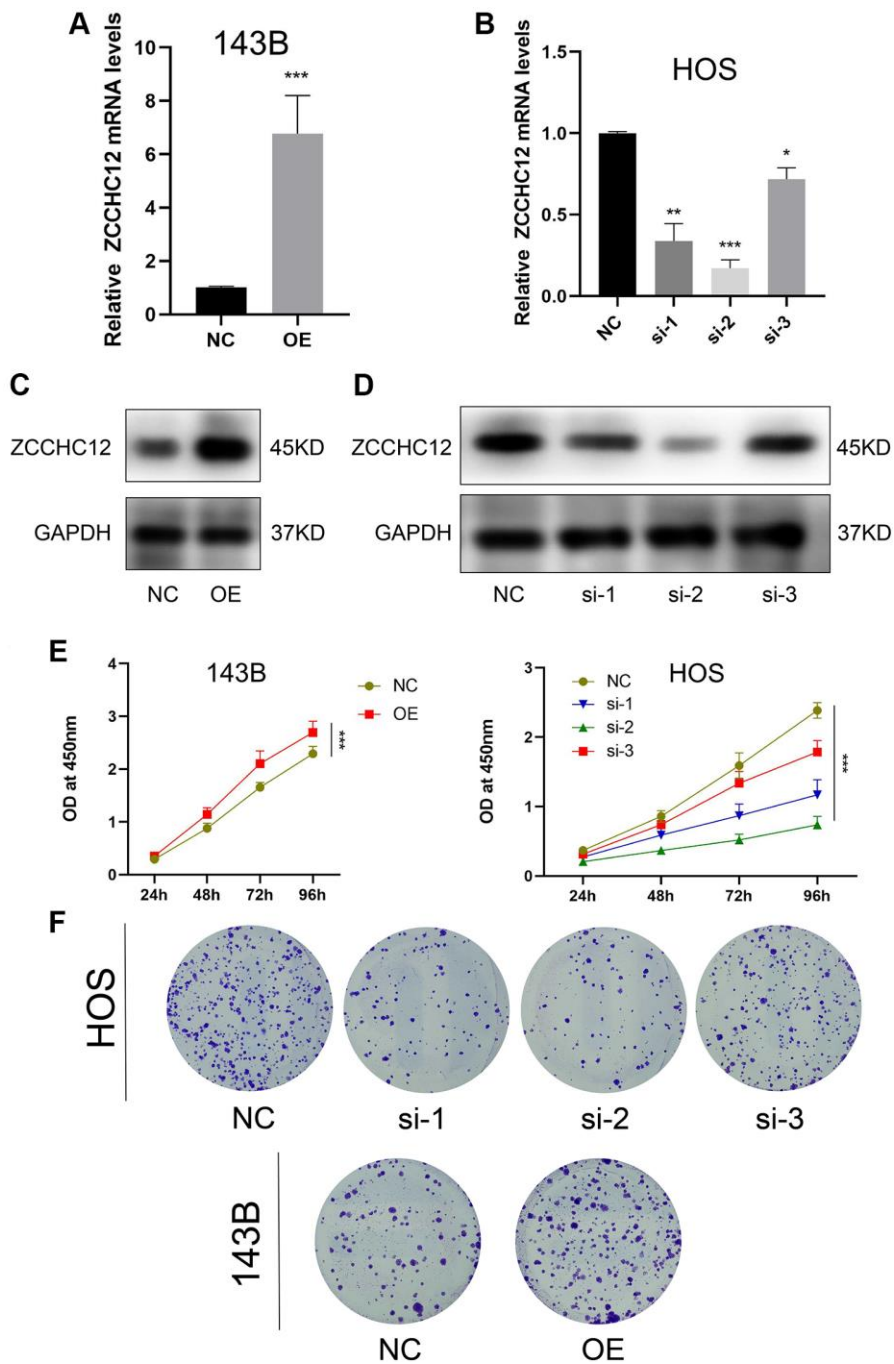 A
143B
Relative ZCCHC12 mRNA levels
10
8
6
4
2
0
***
NC OE
B
HOS
Relative ZCCHC12 mRNA levels
1.5
1.0
0.5
0.0
** *** *
NC si-1 si-2 si-3
C
ZCCHC12 45KD
GAPDH 37KD
NC OE
D
ZCCHC12 45KD
GAPDH 37KD
NC si-1 si-2 si-3
E
143B
OD at 450nm
4
3
2
1
0
24h 48h 72h 96h
NC
OE
***
HOS
OD at 450nm
3
2
1
0
24h 48h 72h 96h
NC
si-1
si-2
si-3
***
F
HOS
NC si-1 si-2 si-3
143B
NC OE